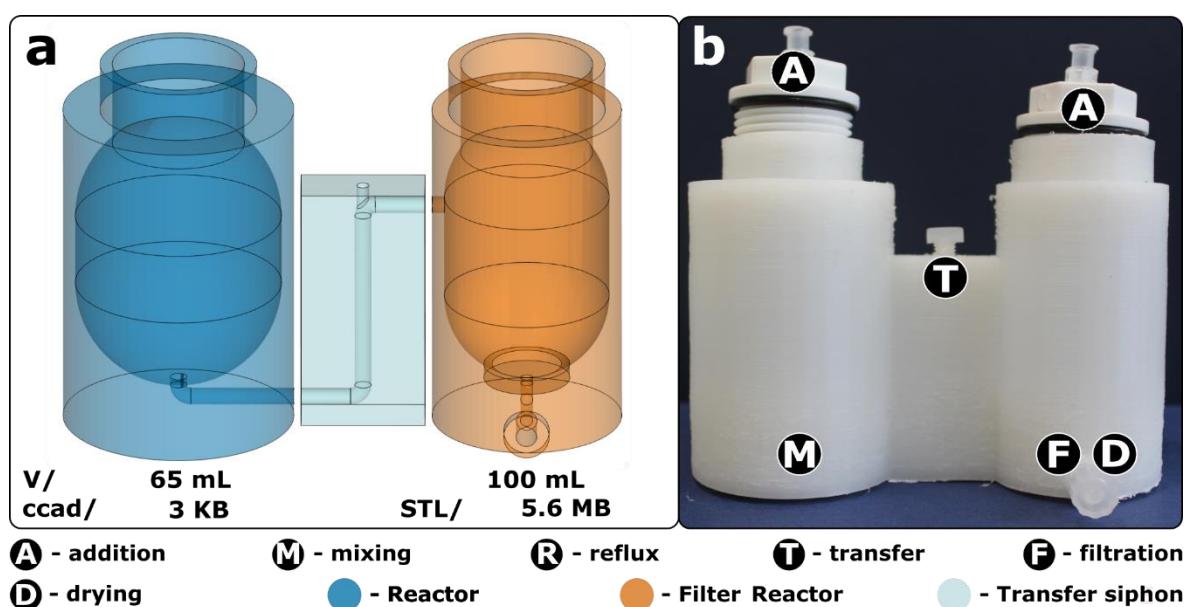 a
b
A
A
T
M
F D
V/ 65 mL 100 mL
ccad/ 3 KB STL/ 5.6 MB
A - addition M - mixing R - reflux T - transfer F - filtration
D - drying - Reactor - Filter Reactor - Transfer siphon